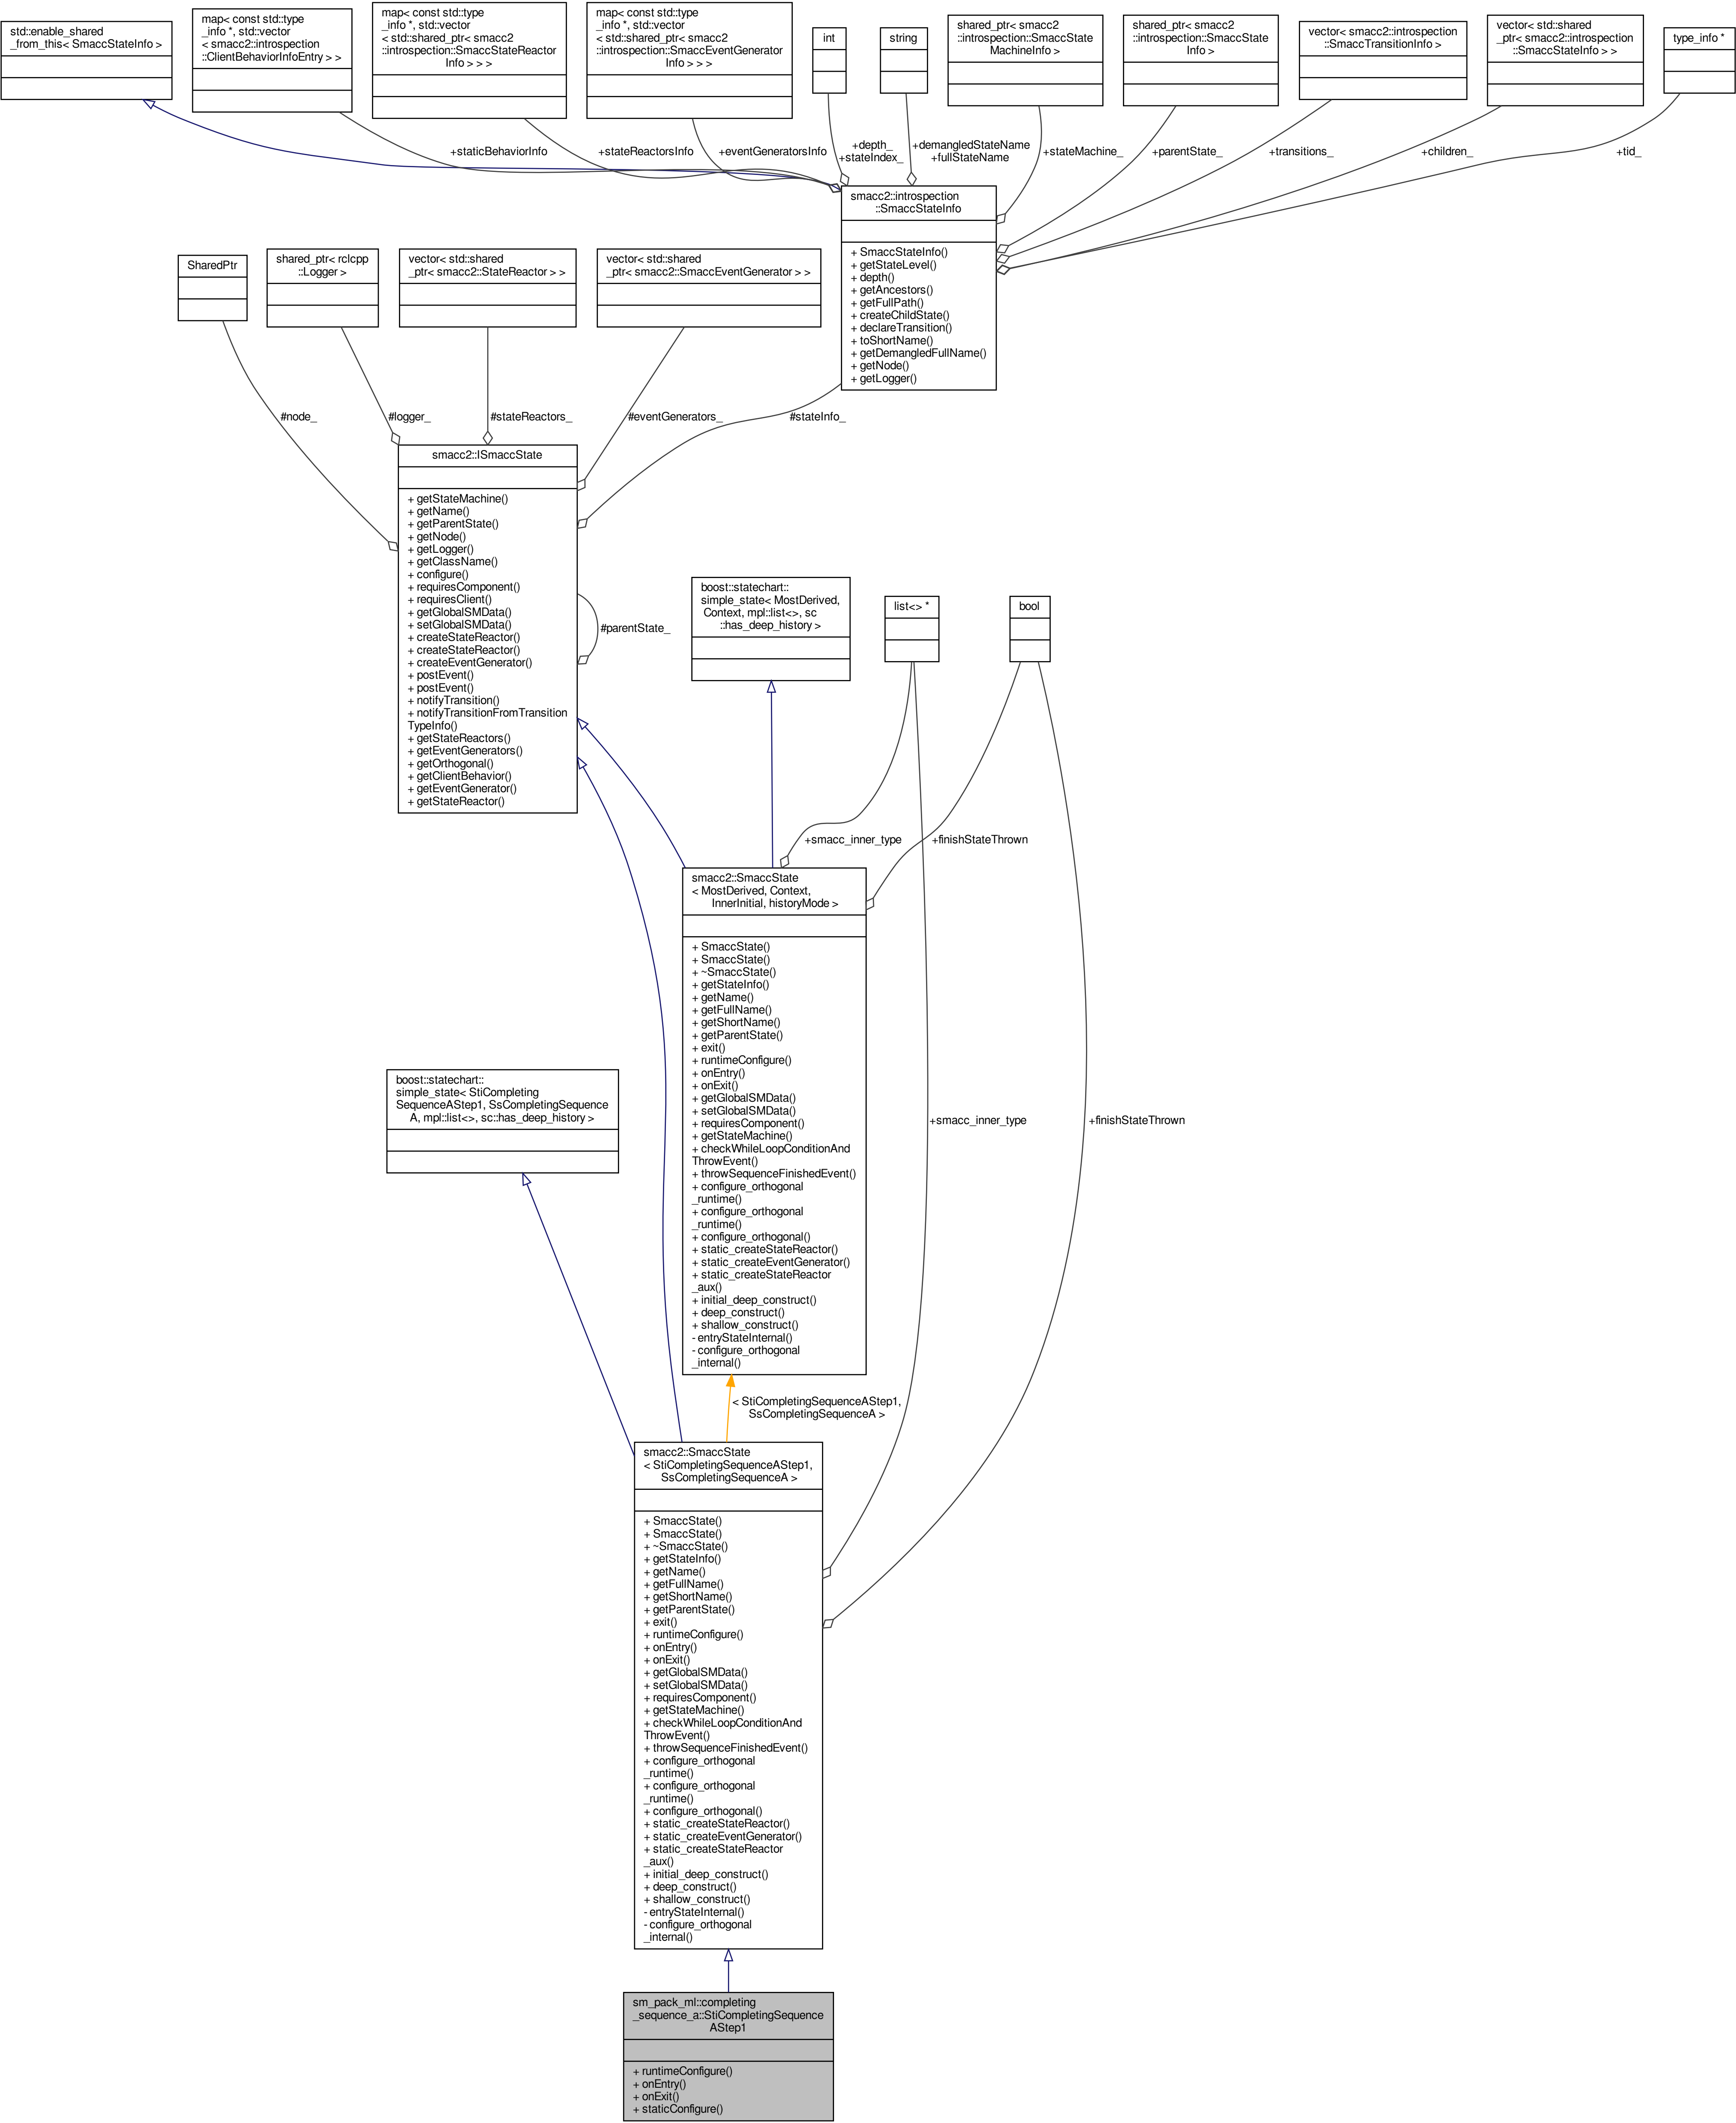 std::enable_shared
_from_this< SmaccStateInfo >
map< const std::type
_info *, std::vector
< smacc2::introspection
::ClientBehaviorInfoEntry > >
map< const std::type
_info *, std::vector
< std::shared_ptr< smacc2
::introspection::SmaccStateReactor
Info > > >
map< const std::type
_info *, std::vector
< std::shared_ptr< smacc2
::introspection::SmaccEventGenerator
Info > > >
int
string
shared_ptr< smacc2
::introspection::SmaccState
MachineInfo >
shared_ptr< smacc2
::introspection::SmaccState
Info >
vector< smacc2::introspection
::SmaccTransitionInfo >
vector< std::shared
_ptr< smacc2::introspection
::SmaccStateInfo > >
type_info *
+staticBehaviorInfo
+stateReactorsInfo
+eventGeneratorsInfo
+depth_
+stateIndex_
+demangledStateName
+fullStateName
+stateMachine_
+parentState_
+transitions_
+children_
+tid_
smacc2::introspection
::SmaccStateInfo
+ SmaccStateInfo()
+ getStateLevel()
+ depth()
+ getAncestors()
+ getFullPath()
+ createChildState()
+ declareTransition()
+ toShortName()
+ getDemangledFullName()
+ getNode()
+ getLogger()
SharedPtr
shared_ptr< rclcpp
::Logger >
vector< std::shared
_ptr< smacc2::StateReactor > >
vector< std::shared
_ptr< smacc2::SmaccEventGenerator > >
#node_
#logger_
#stateReactors_
#eventGenerators_
#stateInfo_
smacc2::ISmaccState
+ getStateMachine()
+ getName()
+ getParentState()
+ getNode()
+ getLogger()
+ getClassName()
+ configure()
+ requiresComponent()
+ requiresClient()
+ getGlobalSMData()
+ setGlobalSMData()
+ createStateReactor()
+ createStateReactor()
+ createEventGenerator()
+ postEvent()
+ postEvent()
+ notifyTransition()
+ notifyTransitionFromTransition
TypeInfo()
+ getStateReactors()
+ getEventGenerators()
+ getOrthogonal()
+ getClientBehavior()
+ getEventGenerator()
+ getStateReactor()
#parentState_
boost::statechart::
simple_state< MostDerived,
Context, mpl::list<>, sc
::has_deep_history >
list<> *
bool
+smacc_inner_type
+finishStateThrown
smacc2::SmaccState
< MostDerived, Context,
InnerInitial, historyMode >
+ SmaccState()
+ SmaccState()
+ ~SmaccState()
+ getStateInfo()
+ getName()
+ getFullName()
+ getShortName()
+ getParentState()
+ exit()
+ runtimeConfigure()
+ onEntry()
+ onExit()
+ getGlobalSMData()
+ setGlobalSMData()
+ requiresComponent()
+ getStateMachine()
+ checkWhileLoopConditionAnd
ThrowEvent()
+ throwSequenceFinishedEvent()
+ configure_orthogonal
_runtime()
+ configure_orthogonal
_runtime()
+ configure_orthogonal()
+ static_createStateReactor()
+ static_createEventGenerator()
+ static_createStateReactor
_aux()
+ initial_deep_construct()
+ deep_construct()
+ shallow_construct()
- entryStateInternal()
- configure_orthogonal
_internal()
boost::statechart::
simple_state< StiCompleting
SequenceAStep1, SsCompletingSequence
A, mpl::list<>, sc::has_deep_history >
+smacc_inner_type
+finishStateThrown
< StiCompletingSequenceAStep1,
SsCompletingSequenceA >
smacc2::SmaccState
< StiCompletingSequenceAStep1,
SsCompletingSequenceA >
+ SmaccState()
+ SmaccState()
+ ~SmaccState()
+ getStateInfo()
+ getName()
+ getFullName()
+ getShortName()
+ getParentState()
+ exit()
+ runtimeConfigure()
+ onEntry()
+ onExit()
+ getGlobalSMData()
+ setGlobalSMData()
+ requiresComponent()
+ getStateMachine()
+ checkWhileLoopConditionAnd
ThrowEvent()
+ throwSequenceFinishedEvent()
+ configure_orthogonal
_runtime()
+ configure_orthogonal
_runtime()
+ configure_orthogonal()
+ static_createStateReactor()
+ static_createEventGenerator()
+ static_createStateReactor
_aux()
+ initial_deep_construct()
+ deep_construct()
+ shallow_construct()
- entryStateInternal()
- configure_orthogonal
_internal()
sm_pack_ml::completing
_sequence_a::StiCompletingSequence
AStep1
+ runtimeConfigure()
+ onEntry()
+ onExit()
+ staticConfigure()